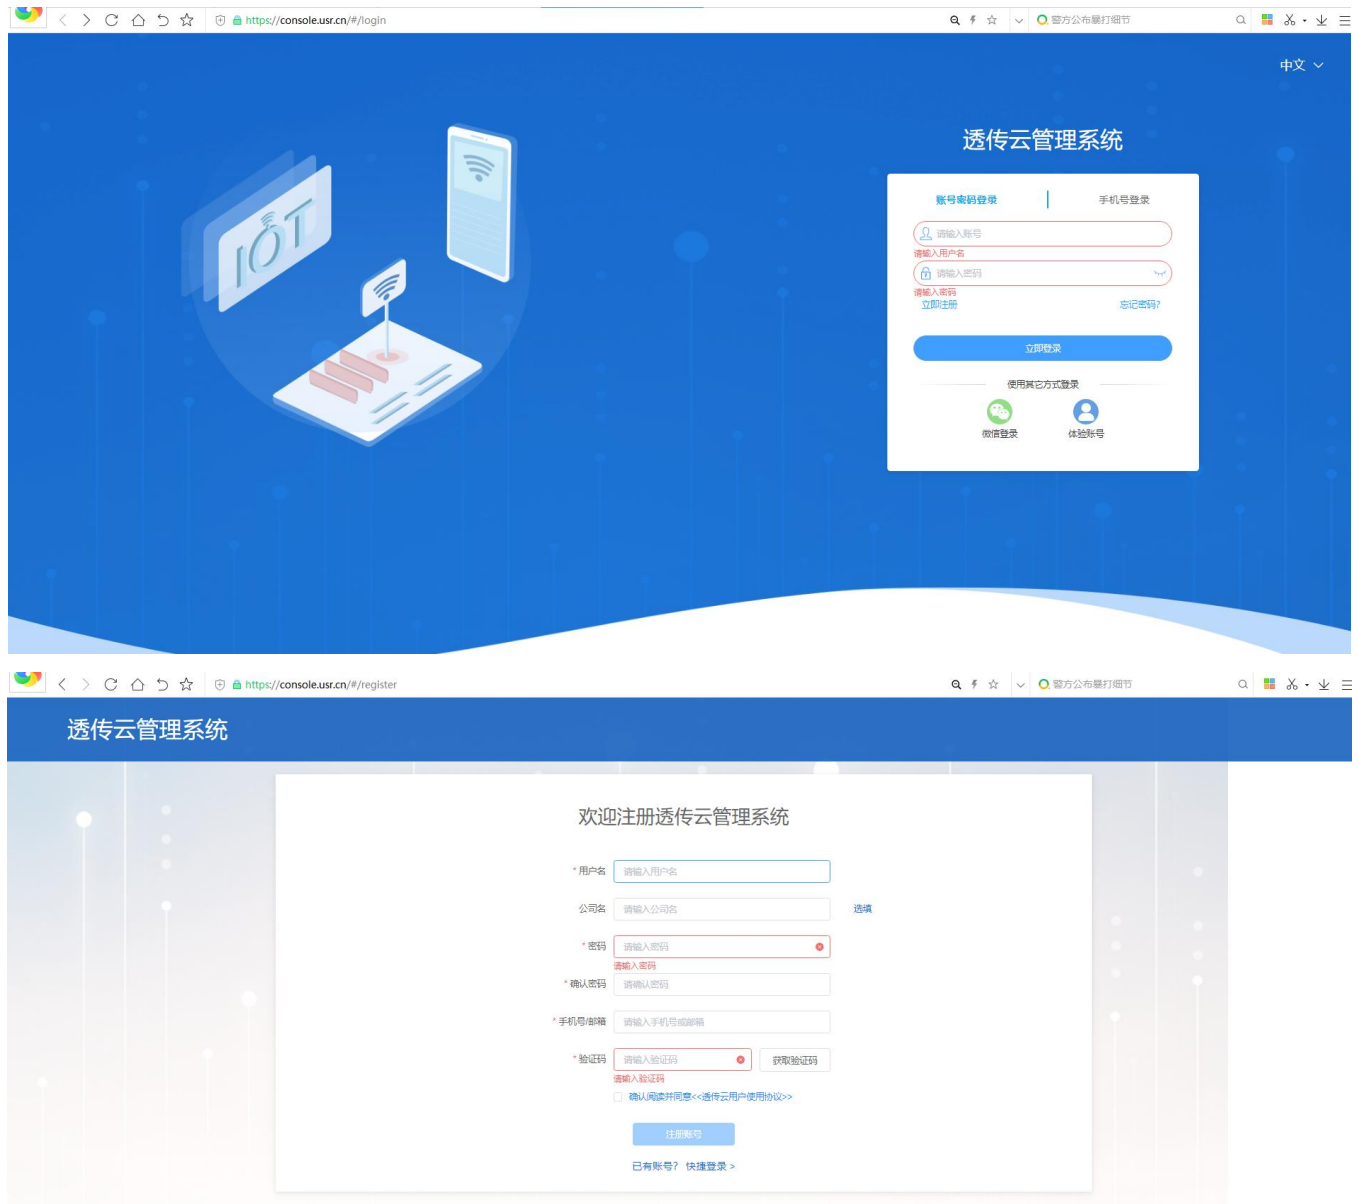 https://console.usr.cn/#/login
警方公布暴打细节
中文
透传云管理系统
账号密码登录
手机号登录
请输入账号
请输入用户名
请输入密码
请输入密码
立即注册
忘记密码?
立即登录
使用其它方式登录
微信登录
体验账号
IOT
https://console.usr.cn/#/register
警方公布暴打细节
透传云管理系统
欢迎注册透传云管理系统
* 用户名
请输入用户名
公司名
请输入公司名
选填
* 密码
请输入密码
请输入密码
* 确认密码
请确认密码
* 手机号/邮箱
请输入手机号或邮箱
* 验证码
请输入验证码
获取验证码
请输入验证码
确认阅读并同意<<透传云用户使用协议>>
注册账号
已有账号? 快捷登录 >